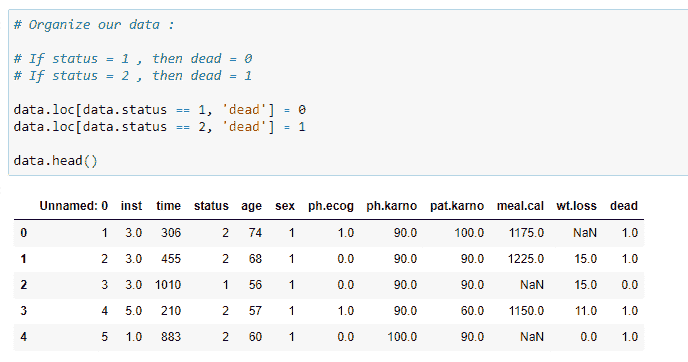 # Organize our data :
# If status = 1 , then dead = 0
# If status = 2 , then dead = 1
data.loc[data.status == 1, 'dead'] = 0
data.loc[data.status == 2, 'dead'] = 1
data.head()
Unnamed: 0 inst time status age sex ph.ecog ph.karno pat.karno meal.cal wt.loss dead
0 1 3.0 306 2 74 1 1.0 90.0 100.0 1175.0 NaN 1.0
1 2 3.0 455 2 68 1 0.0 90.0 90.0 1225.0 15.0 1.0
2 3 3.0 1010 1 56 1 0.0 90.0 90.0 NaN 15.0 0.0
3 4 5.0 210 2 57 1 1.0 90.0 60.0 1150.0 11.0 1.0
4 5 1.0 883 2 60 1 0.0 100.0 90.0 NaN 0.0 1.0